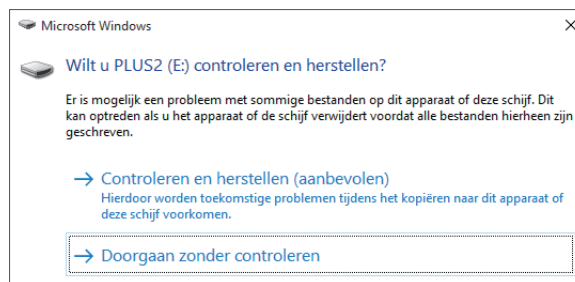 Microsoft Windows
Wilt u PLUS2 (E:) controleren en herstellen?
Er is mogelijk een probleem met sommige bestanden op dit apparaat of deze schijf. Dit
kan optreden als u het apparaat of de schijf verwijdert voordat alle bestanden hierheen zijn
geschreven.
Controleren en herstellen (aanbevolen)
Hierdoor worden toekomstige problemen tijdens het kopiëren naar dit apparaat of
deze schijf voorkomen.
Doorgaan zonder controleren